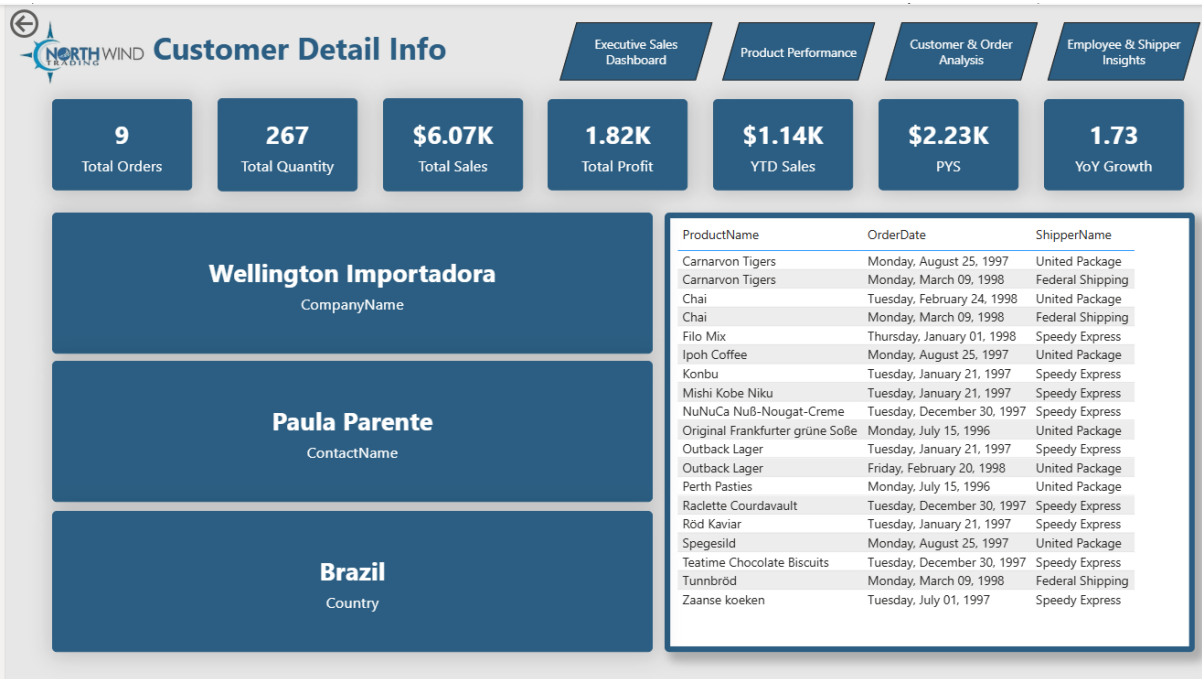 NORTHWIND
TRADING
Customer Detail Info
Executive Sales
Dashboard
Product Performance
Customer & Order
Analysis
Employee & Shipper
Insights
9
Total Orders
267
Total Quantity
$6.07K
Total Sales
1.82K
Total Profit
$1.14K
YTD Sales
$2.23K
PYS
1.73
YoY Growth
Wellington Importadora
CompanyName
Paula Parente
ContactName
Brazil
Country
ProductName OrderDate ShipperName
Carnarvon Tigers Monday, August 25, 1997 United Package
Carnarvon Tigers Monday, March 09, 1998 Federal Shipping
Chai Tuesday, February 24, 1998 United Package
Chai Monday, March 09, 1998 Federal Shipping
Filo Mix Thursday, January 01, 1998 Speedy Express
Ipoh Coffee Monday, August 25, 1997 United Package
Konbu Tuesday, January 21, 1997 Speedy Express
Mishi Kobe Niku Tuesday, January 21, 1997 Speedy Express
NuNuCa Nuß-Nougat-Creme Tuesday, December 30, 1997 Speedy Express
Original Frankfurter grüne Soße Monday, July 15, 1996 United Package
Outback Lager Tuesday, January 21, 1997 Speedy Express
Outback Lager Friday, February 20, 1998 United Package
Perth Pasties Monday, July 15, 1996 United Package
Raclette Courdavault Tuesday, December 30, 1997 Speedy Express
Röd Kaviar Tuesday, January 21, 1997 Speedy Express
Spegesild Monday, August 25, 1997 United Package
Teatime Chocolate Biscuits Tuesday, December 30, 1997 Speedy Express
Tunnbröd Monday, March 09, 1998 Federal Shipping
Zaanse koeken Tuesday, July 01, 1997 Speedy Express